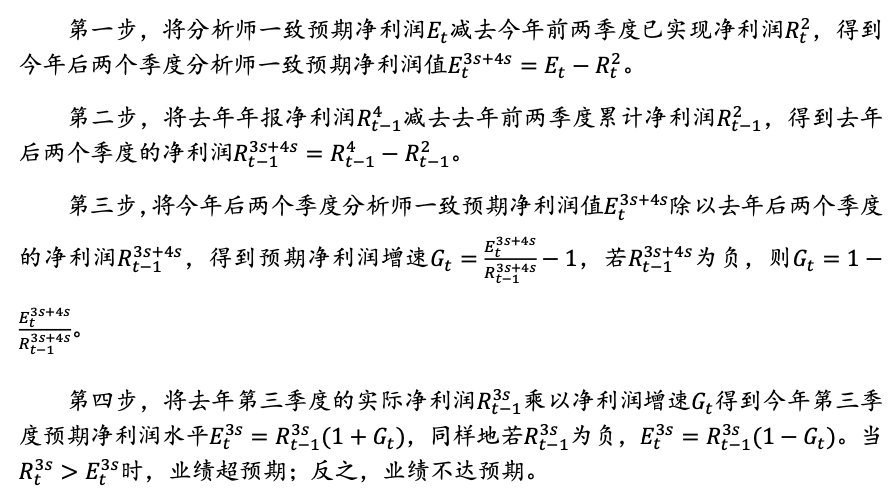 第一步，将分析师一致预期净利润$E_t$减去今年前两季度已实现净利润$R_t^2$，得到
今年后两个季度分析师一致预期净利润值$E_t^{3s+4s} = E_t - R_t^2$。
第二步，将去年年报净利润$R_{t-1}^4$减去去年前两季度累计净利润$R_{t-1}^2$，得到去年
后两个季度的净利润$R_{t-1}^{3s+4s} = R_{t-1}^4 - R_{t-1}^2$。
第三步，将今年后两个季度分析师一致预期净利润值$E_t^{3s+4s}$除以去年后两个季度
的净利润$R_{t-1}^{3s+4s}$，得到预期净利润增速$G_t = \frac{E_t^{3s+4s}}{R_{t-1}^{3s+4s}} - 1$，若$R_{t-1}^{3s+4s}$为负，则$G_t = 1 -$
$\frac{E_t^{3s+4s}}{R_{t-1}^{3s+4s}}$。
第四步，将去年第三季度的实际净利润$R_{t-1}^{3s}$乘以净利润增速$G_t$得到今年第三季
度预期净利润水平$E_t^{3s} = R_{t-1}^{3s}(1 + G_t)$，同样地若$R_{t-1}^{3s}$为负，$E_t^{3s} = R_{t-1}^{3s}(1 - G_t)$。当
$R_t^{3s} > E_t^{3s}$时，业绩超预期；反之，业绩不达预期。